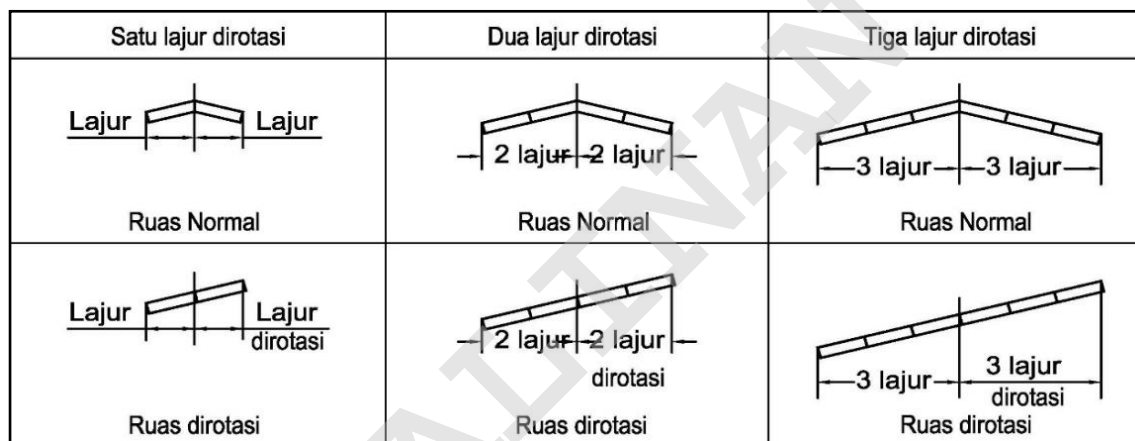 Satu lajur dirotasi
Dua lajur dirotasi
Tiga lajur dirotasi
Lajur Lajur
Ruas Normal
2 lajur 2 lajur
Ruas Normal
3 lajur 3 lajur
Ruas Normal
Lajur Lajur
dirotasi
Ruas dirotasi
2 lajur 2 lajur
dirotasi
Ruas dirotasi
3 lajur 3 lajur
dirotasi
Ruas dirotasi
ALINAN